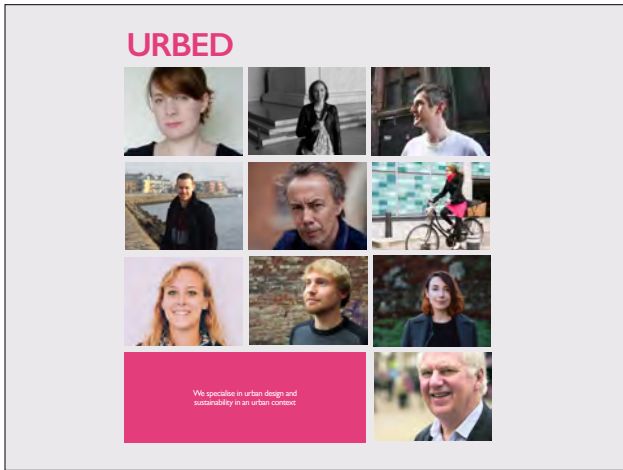 URBED
We specialise in urban design and
sustainability in an urban context